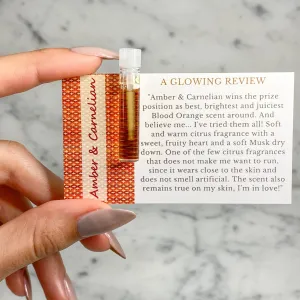 Amber & Carnelian
A GLOWING REVIEW
"Amber & Carnelian wins the prize
position as best, brightest and juiciest
Blood Orange scent around. And
believe me... I've tried them all! Soft
and warm citrus fragrance with a
sweet, fruity heart and a soft Musk dry
down. One of the few citrus fragrances
that does not make me want to run,
since it wears close to the skin and
does not smell artificial. The scent also
remains true on my skin, I'm in love!"